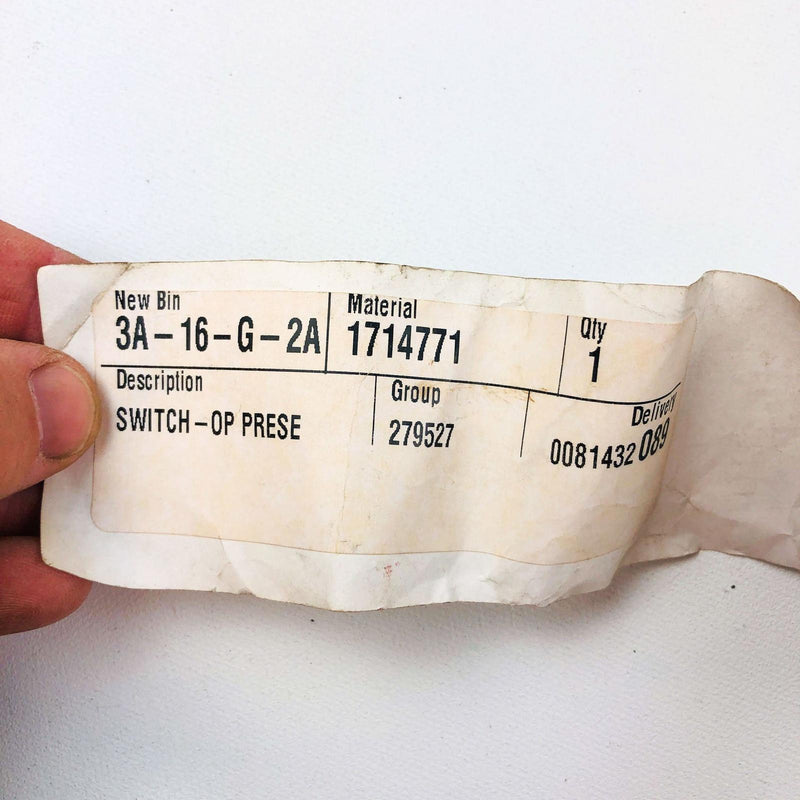 New Bin Material Qty
3A-16-G-2A 1714771 1
Description Group Delivery
SWITCH-OP PRESE 279527 0081432089